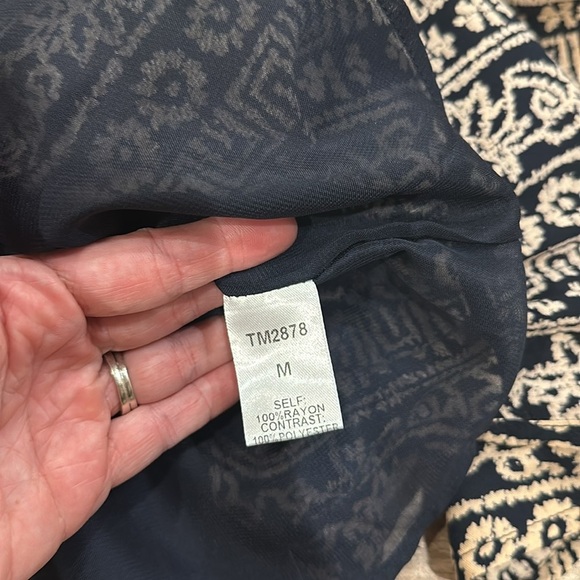 TM2878
M
SELF:
100%RAYON
CONTRAST:
100%POLYESTER